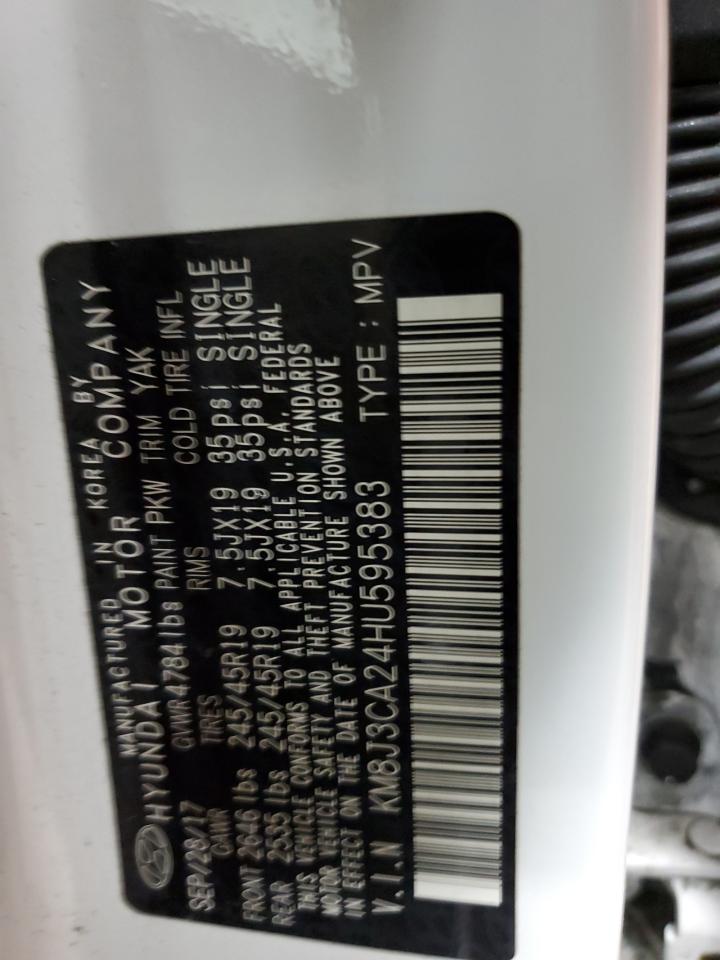 MANUFACTURED IN KOREA BY
HYUNDAI MOTOR COMPANY
SEP/28/17 GVWR 4784lbs PAINT PKW TRIM YAK
GAWR TIRES RMS COLD TIRE INFL
FRONT 2646 lbs 245/45R19 7.5JX19 35psi SINGLE
REAR 2535 lbs 245/45R19 7.5JX19 35psi SINGLE
THIS VEHICLE CONFORMS TO ALL APPLICABLE U.S.A. FEDERAL
MOTOR VEHICLE SAFETY AND THEFT PREVENTION STANDARDS
IN EFFECT ON THE DATE OF MANUFACTURE SHOWN ABOVE
V.I.N KM8J3CA24HU595383 TYPE : MPV